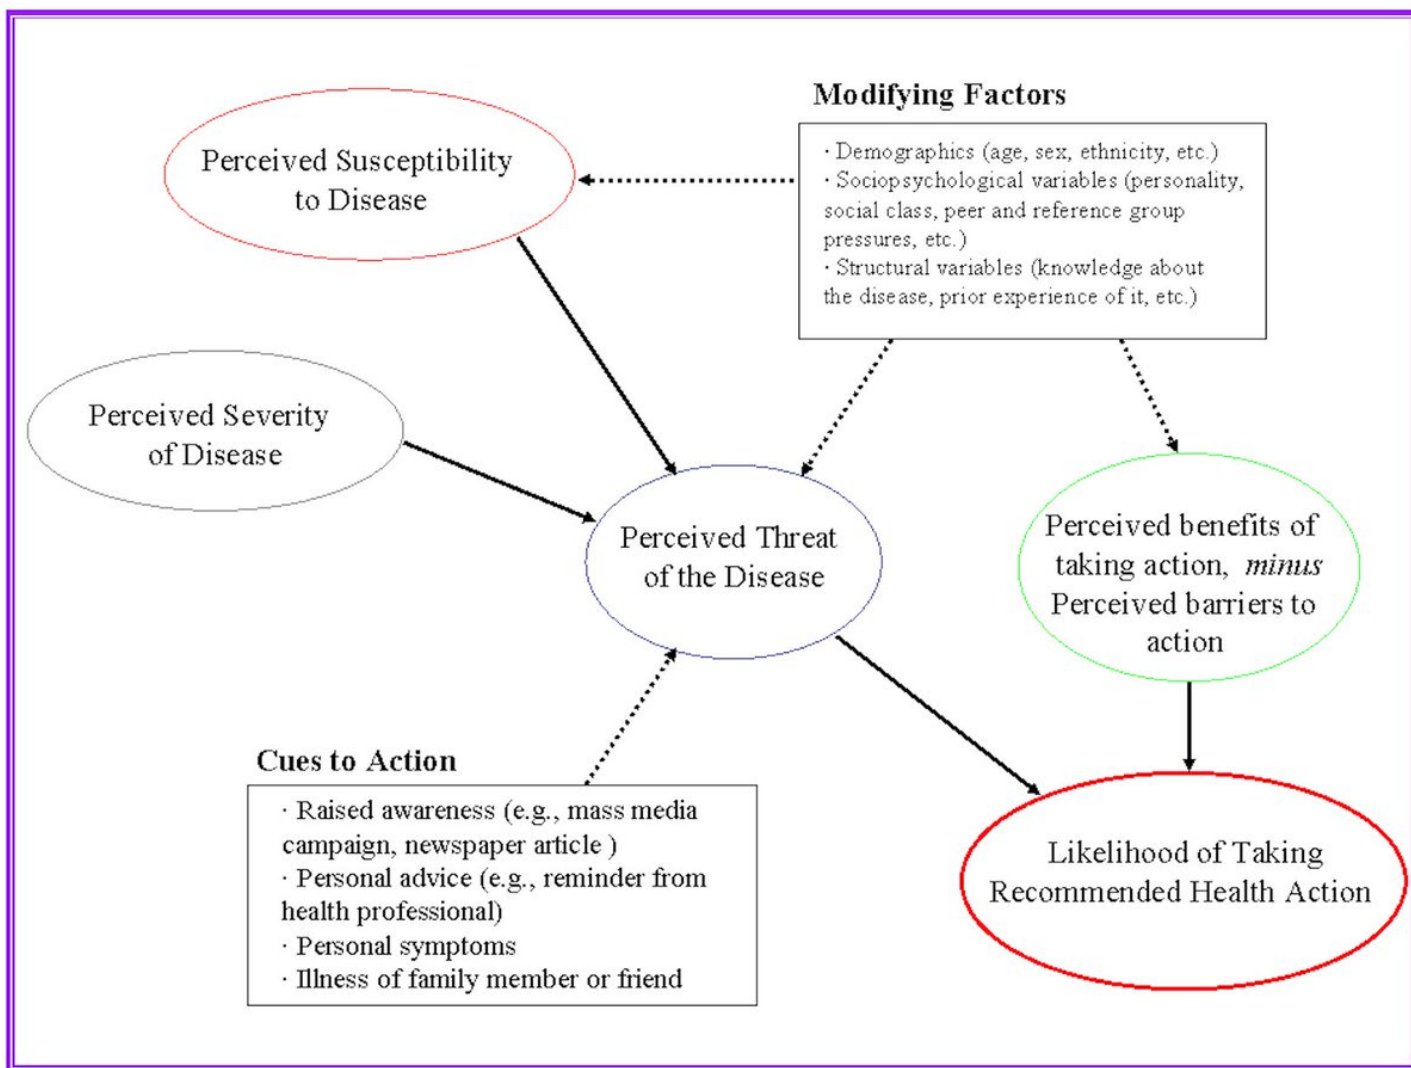 Modifying Factors
Perceived Susceptibility
to Disease
· Demographics (age, sex, ethnicity, etc.)
· Sociopsychological variables (personality,
social class, peer and reference group
pressures, etc.)
· Structural variables (knowledge about
the disease, prior experience of it, etc.)
Perceived Severity
of Disease
Perceived Threat
of the Disease
Perceived benefits of
taking action, minus
Perceived barriers to
action
Cues to Action
· Raised awareness (e.g., mass media
campaign, newspaper article )
· Personal advice (e.g., reminder from
health professional)
· Personal symptoms
· Illness of family member or friend
Likelihood of Taking
Recommended Health Action